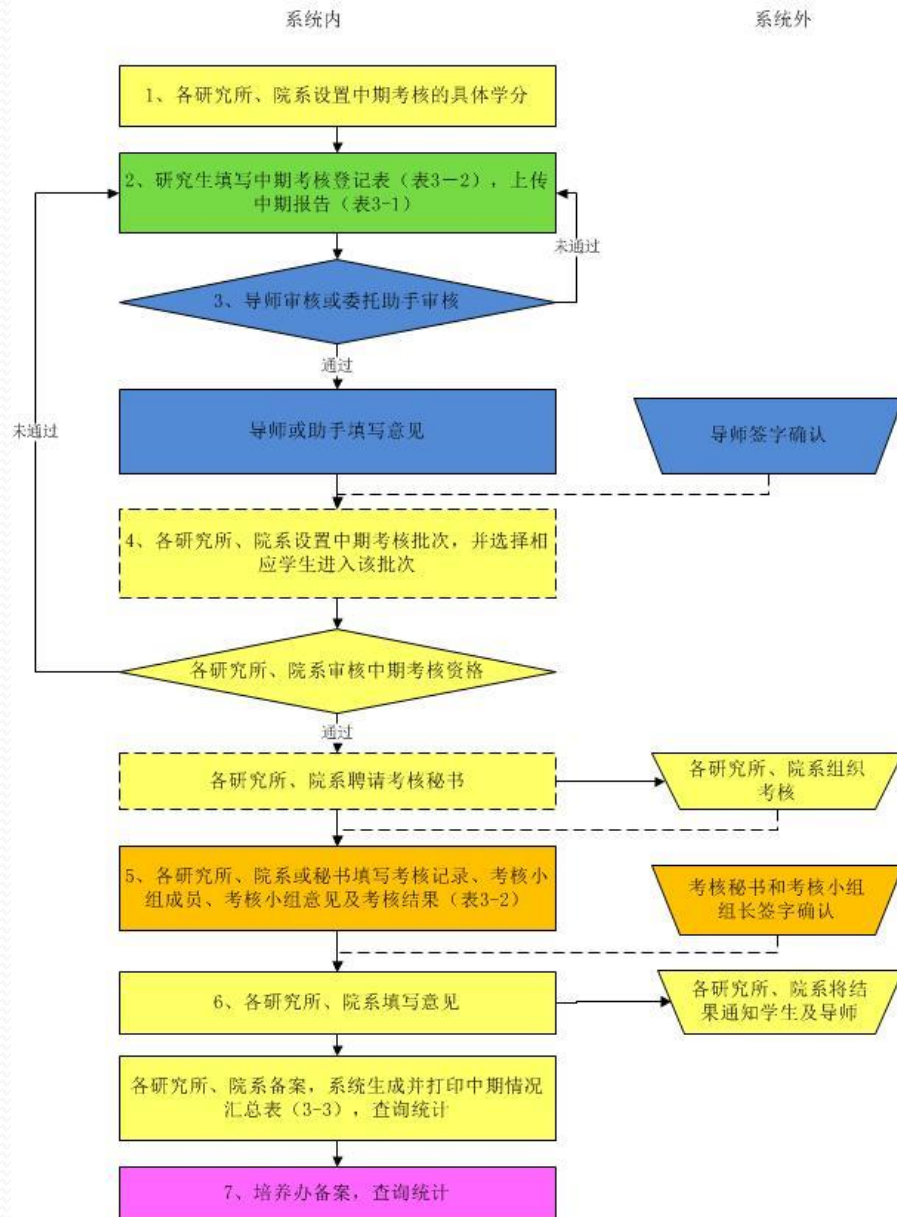 系统内
系统外
1、各研究所、院系设置中期考核的具体学分
2、研究生填写中期考核登记表（表3－2），上传
中期报告（表3-1）
未通过
3、导师审核或委托助手审核
通过
未通过
导师或助手填写意见
导师签字确认
4、各研究所、院系设置中期考核批次，并选择相
应学生进入该批次
各研究所、院系审核中期考核资格
通过
各研究所、院系聘请考核秘书
各研究所、院系组织
考核
5、各研究所、院系或秘书填写考核记录、考核小
组成员、考核小组意见及考核结果（表3-2）
考核秘书和考核小组
组长签字确认
6、各研究所、院系填写意见
各研究所、院系将结
果通知学生及导师
各研究所、院系备案，系统生成并打印中期情况
汇总表（3-3），查询统计
7、培养办备案，查询统计